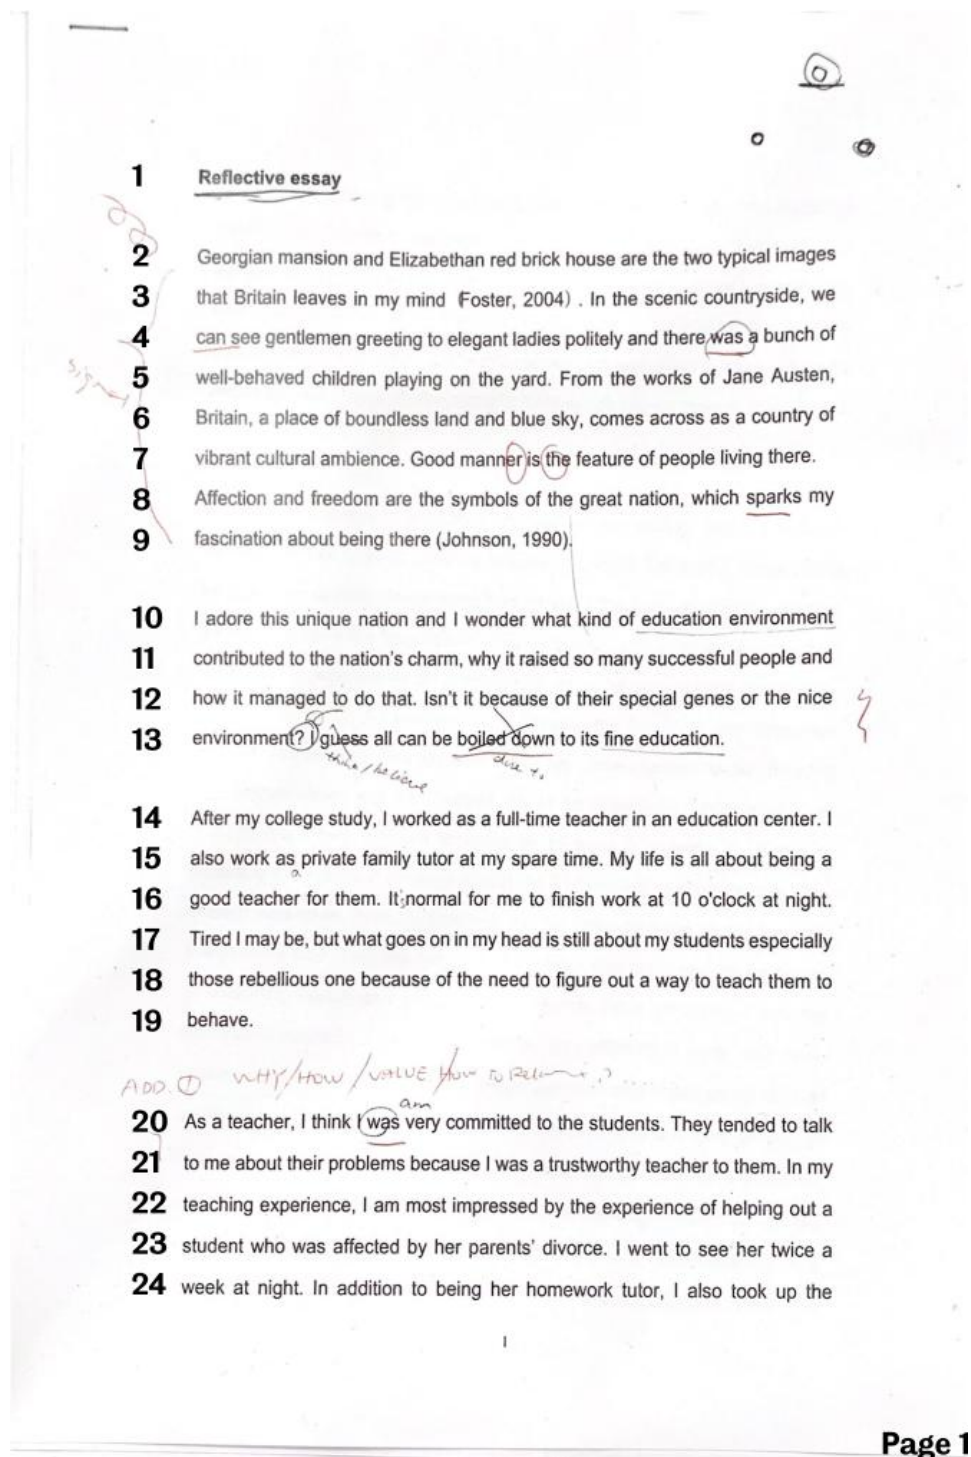 1 Reflective essay
2 Georgian mansion and Elizabethan red brick house are the two typical images
3 that Britain leaves in my mind (Foster, 2004) . In the scenic countryside, we
4 can see gentlemen greeting to elegant ladies politely and there was a bunch of
5 well-behaved children playing on the yard. From the works of Jane Austen,
6 Britain, a place of boundless land and blue sky, comes across as a country of
7 vibrant cultural ambience. Good manner is the feature of people living there.
8 Affection and freedom are the symbols of the great nation, which sparks my
9 fascination about being there (Johnson, 1990).
10 I adore this unique nation and I wonder what kind of education environment
11 contributed to the nation's charm, why it raised so many successful people and
12 how it managed to do that. Isn't it because of their special genes or the nice
13 environment? I guess all can be boiled down to its fine education.
think/believe due to
14 After my college study, I worked as a full-time teacher in an education center. I
15 also work as private family tutor at my spare time. My life is all about being a
a
16 good teacher for them. It normal for me to finish work at 10 o'clock at night.
17 Tired I may be, but what goes on in my head is still about my students especially
18 those rebellious one because of the need to figure out a way to teach them to
19 behave.
ADD. ① WHY/HOW/VALUE HOW TO
am
20 As a teacher, I think I was very committed to the students. They tended to talk
21 to me about their problems because I was a trustworthy teacher to them. In my
22 teaching experience, I am most impressed by the experience of helping out a
23 student who was affected by her parents' divorce. I went to see her twice a
24 week at night. In addition to being her homework tutor, I also took up the
1
Page 1